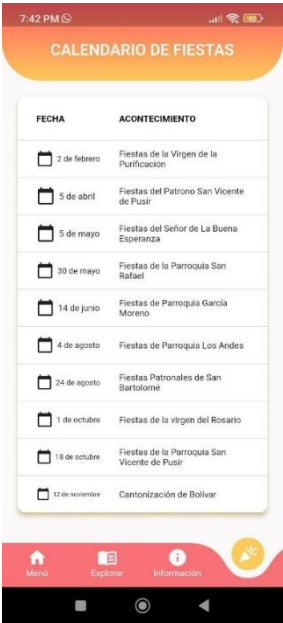 7:42 PM
CALENDARIO DE FIESTAS
FECHA ACONTECIMIENTO
2 de febrero Fiestas de la Virgen de la
Purificación
5 de abril Fiestas del Patrono San Vicente
de Pusir
5 de mayo Fiestas del Señor de La Buena
Esperanza
30 de mayo Fiestas de la Parroquia San
Rafael
14 de junio Fiestas de Parroquia García
Moreno
4 de agosto Fiestas de Parroquia Los Andes
24 de agosto Fiestas Patronales de San
Bartolomé
1 de octubre Fiestas de la virgen del Rosario
18 de octubre Fiestas de la Parroquia San
Vicente de Pusir
12 de noviembre Cantonización de Bolívar
Menú Explorar Información